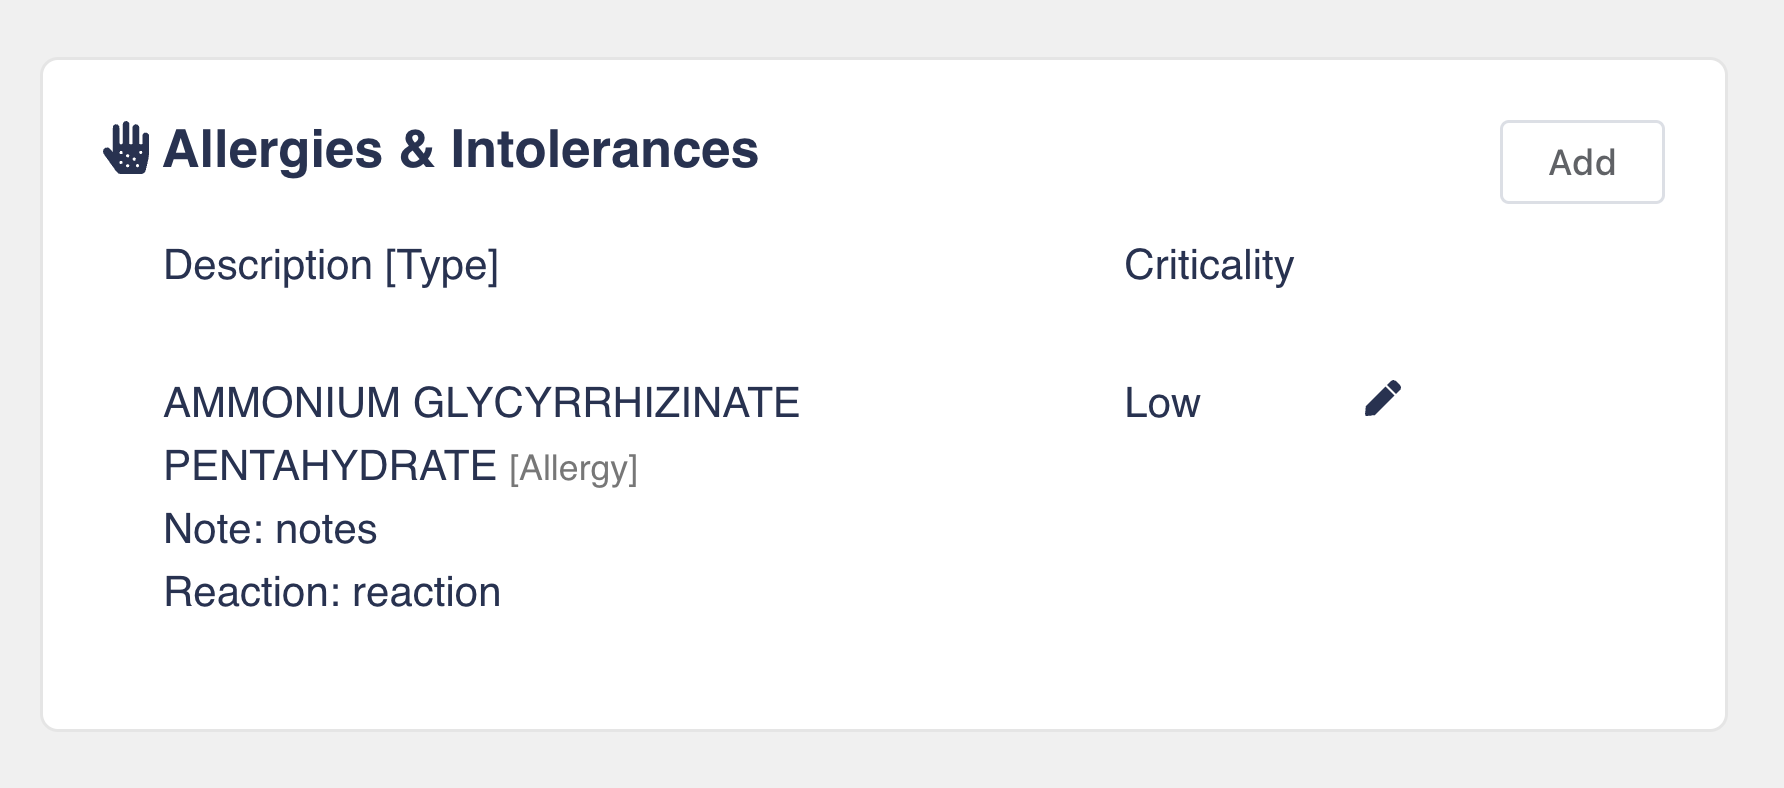 Allergies & Intolerances
Add
Description [Type]
Criticality
AMMONIUM GLYCYRRHIZINATE
PENTAHYDRATE [Allergy]
Low
Note: notes
Reaction: reaction